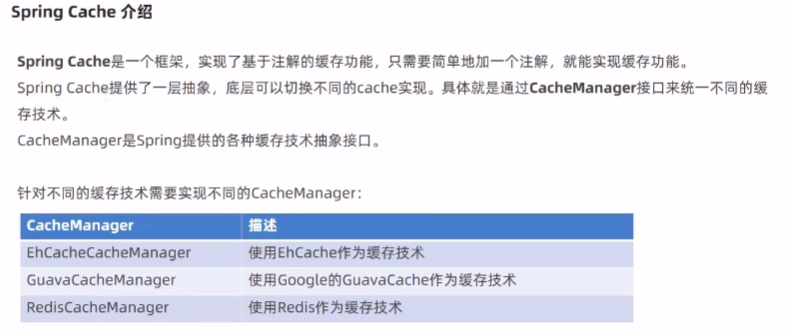 Spring Cache 介绍
Spring Cache是一个框架，实现了基于注解的缓存功能，只需要简单地加一个注解，就能实现缓存功能。
Spring Cache提供了一层抽象，底层可以切换不同的cache实现。具体就是通过CacheManager接口来统一不同的缓
存技术。
CacheManager是Spring提供的各种缓存技术抽象接口。
针对不同的缓存技术需要实现不同的CacheManager：
CacheManager 描述
EhCacheCacheManager 使用EhCache作为缓存技术
GuavaCacheManager 使用Google的GuavaCache作为缓存技术
RedisCacheManager 使用Redis作为缓存技术